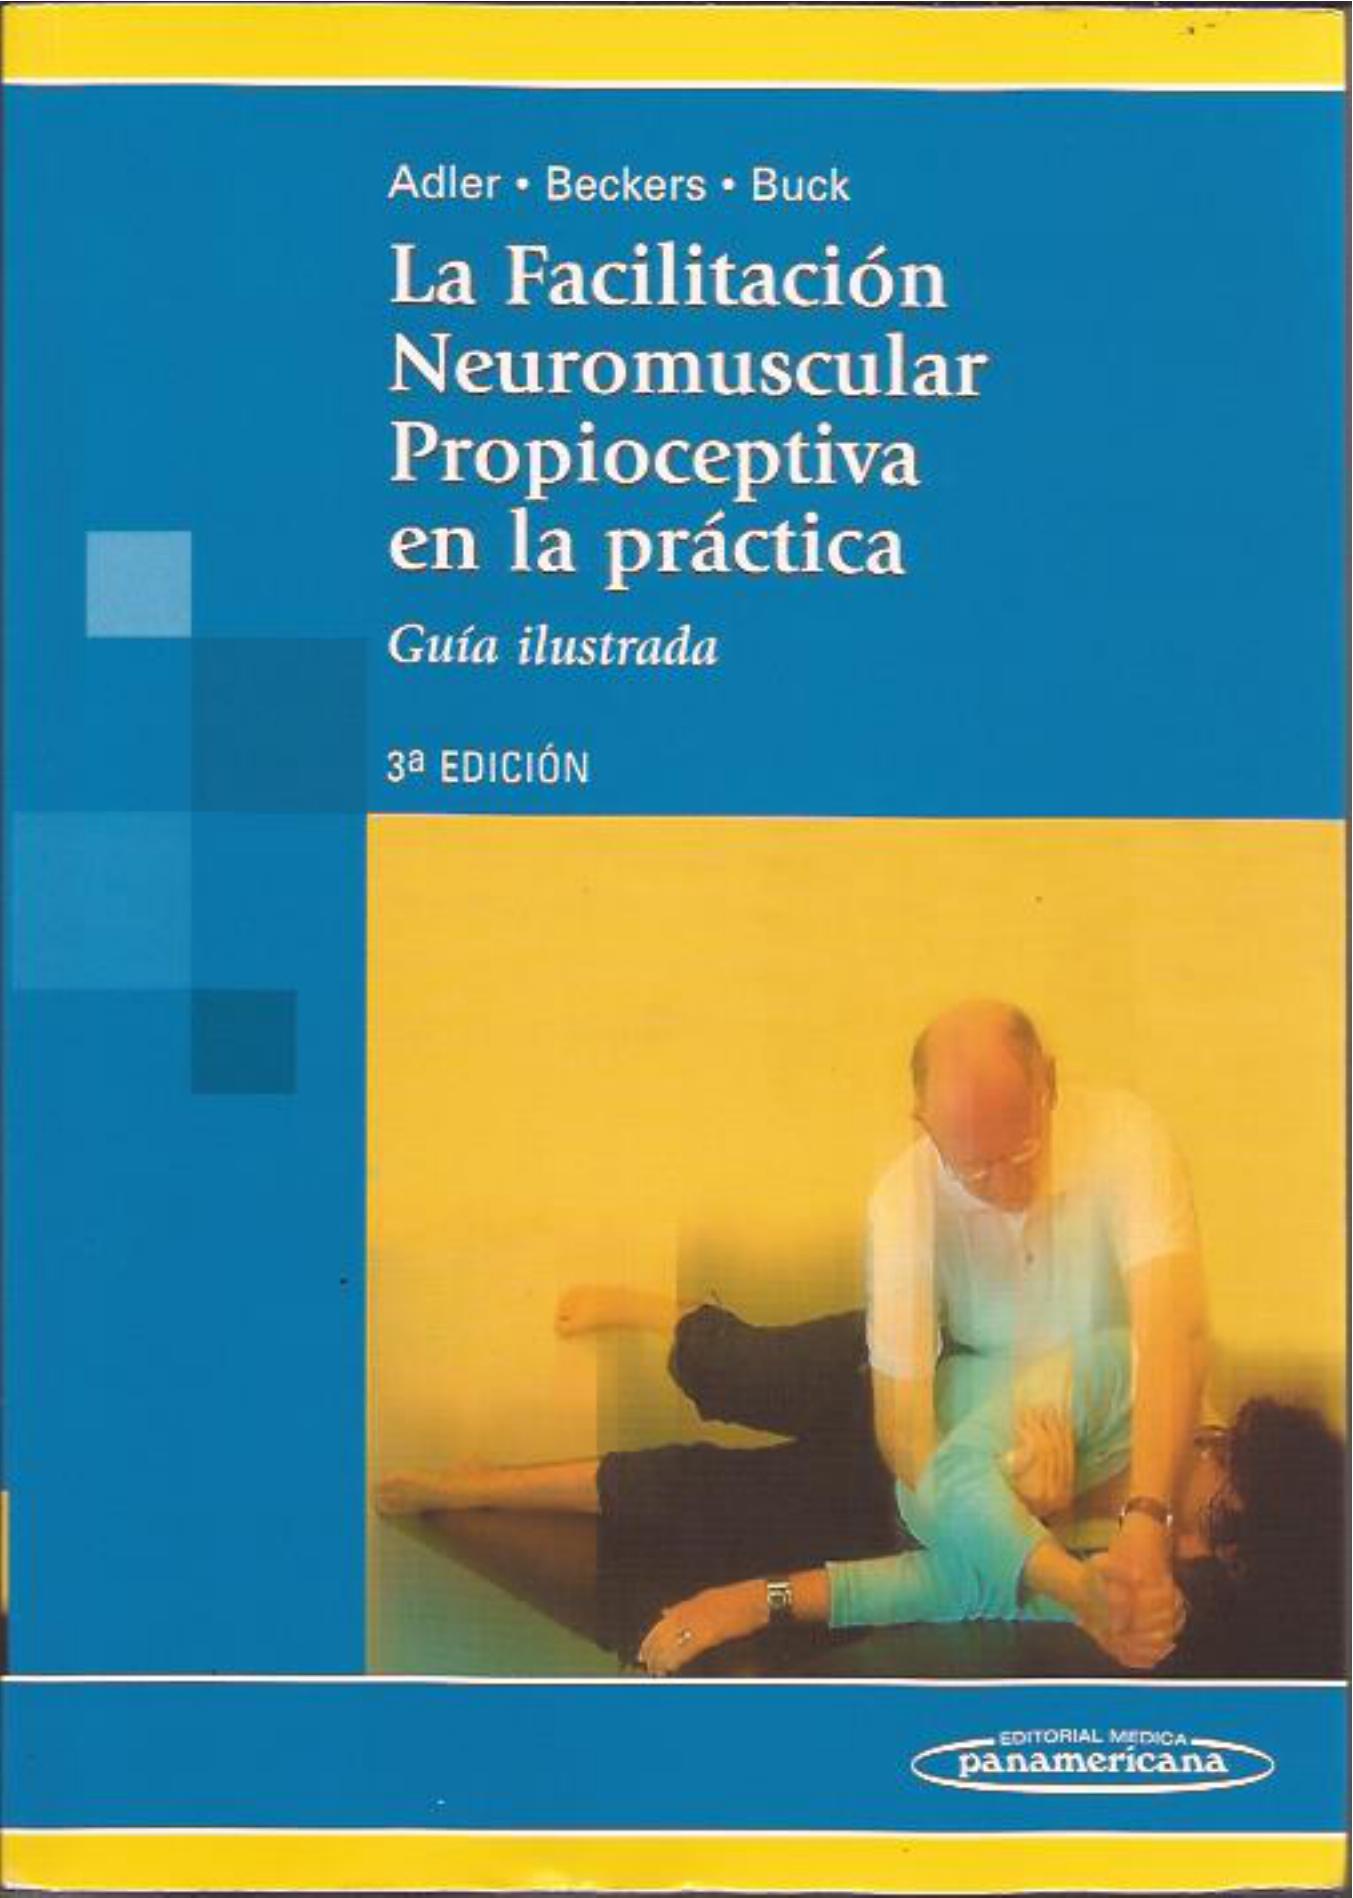 Adler • Beckers • Buck
La Facilitación
Neuromuscular
Propioceptiva
en la práctica
Guía ilustrada
3ª EDICIÓN
EDITORIAL MEDICA
panamericana